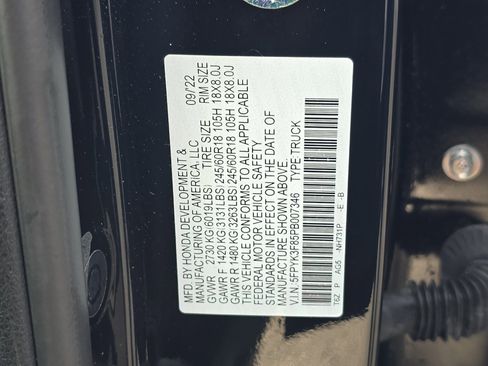 MFD. BY HONDA DEVELOPMENT & 09/22
MANUFACTURING OF AMERICA, LLC
GVWR 2730 KG(6019LBS) TIRE SIZE RIM SIZE
GAWR F 1420 KG(3131LBS) 245/60R18 105H 18X8.0J
GAWR R 1480 KG(3263LBS) 245/60R18 105H 18X8.0J
THIS VEHICLE CONFORMS TO ALL APPLICABLE
FEDERAL MOTOR VEHICLE SAFETY
STANDARDS IN EFFECT ON THE DATE OF
MANUFACTURE SHOWN ABOVE.
V.I.N. 5FPYK3F85PB007346 TYPE:TRUCK
T6Z P AG5 -NH731P -E -B